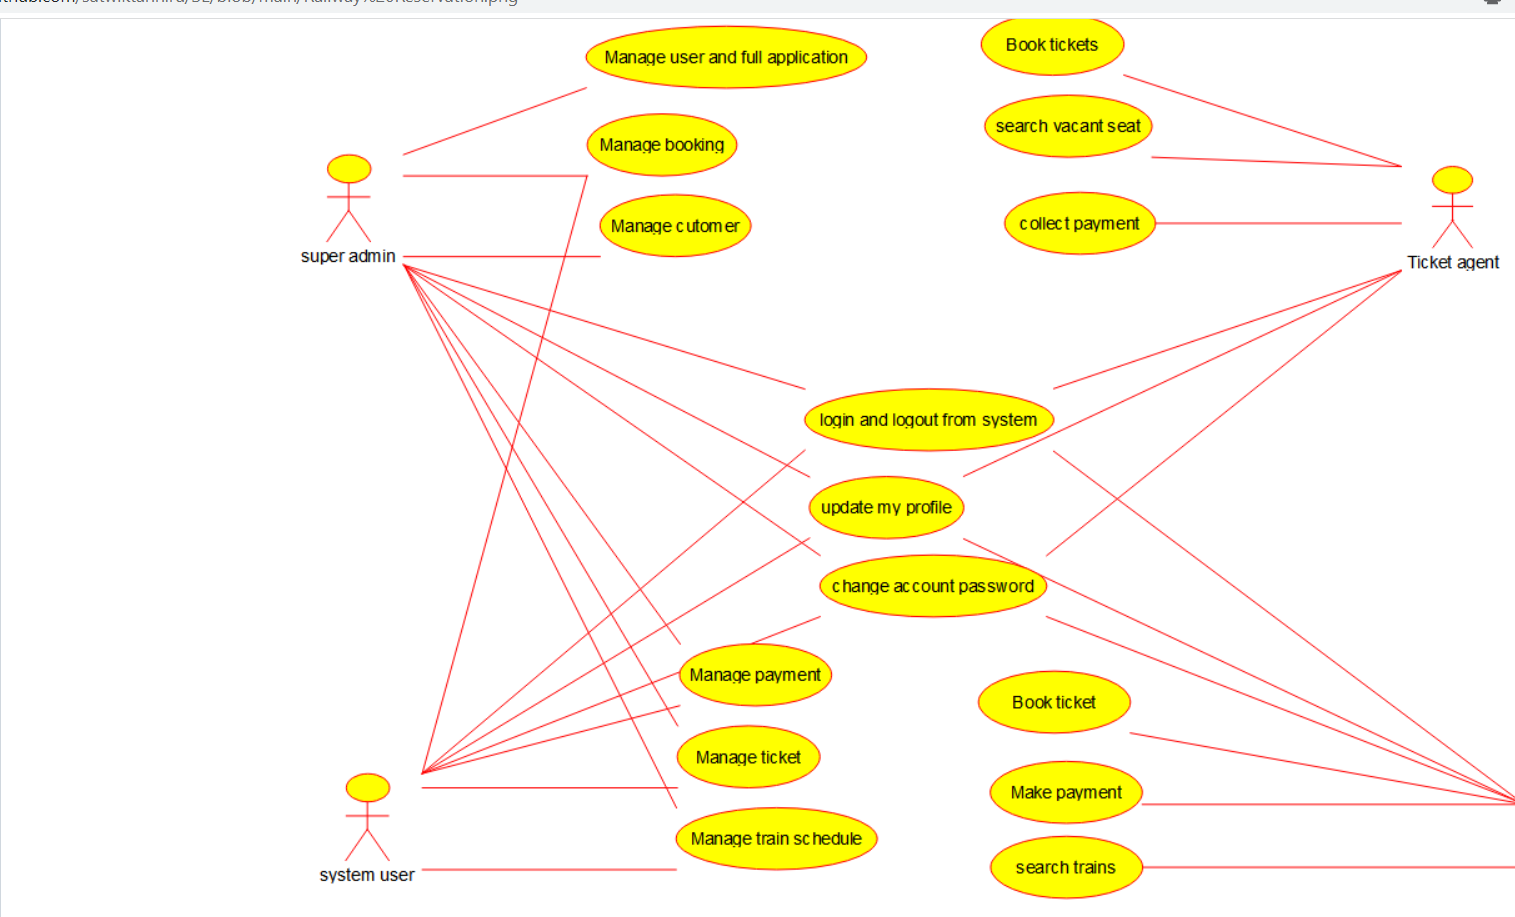 Manage user and full application
Book tickets
Manage booking
search vacant seat
Manage cutomer
collect payment
super admin
Ticket agent
login and logout from system
update my profile
change account password
Manage payment
Book ticket
Manage ticket
Make payment
Manage train schedule
search trains
system user